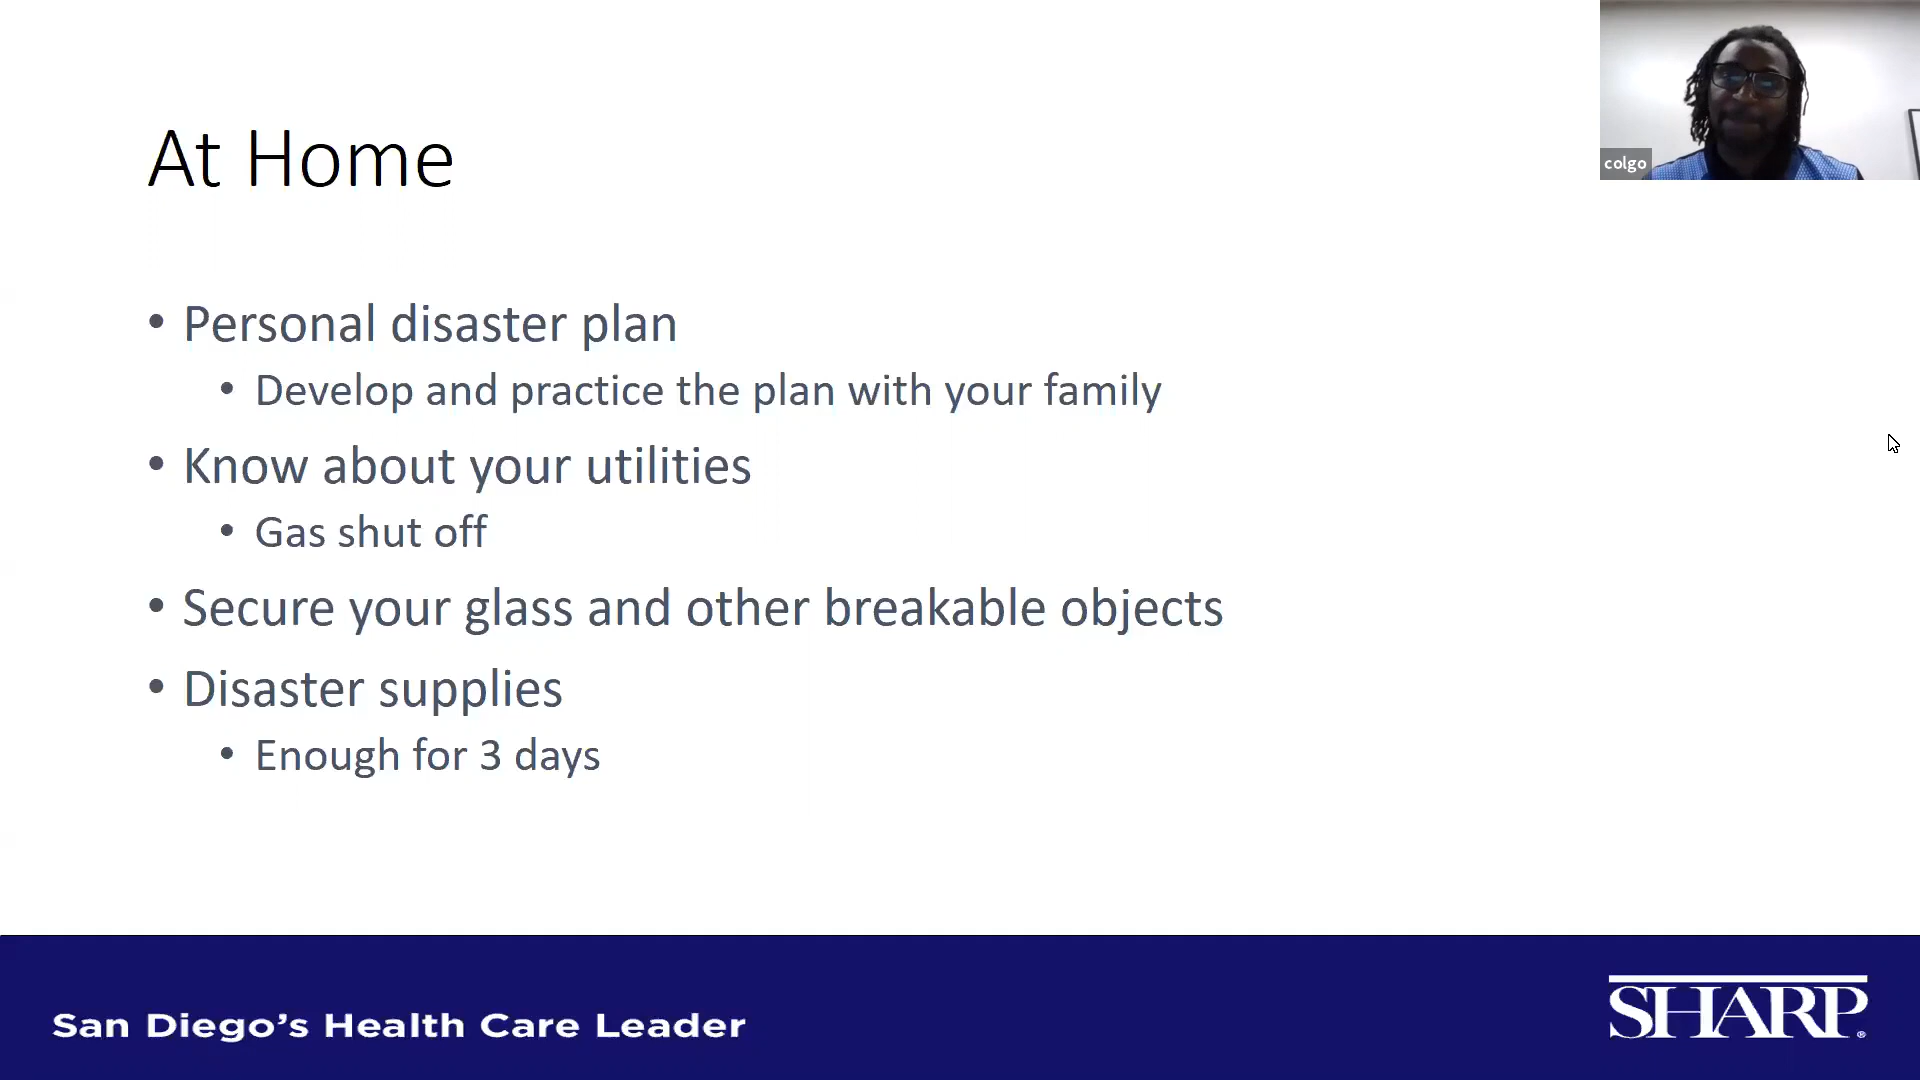 colgo
At Home
• Personal disaster plan
• Develop and practice the plan with your family
• Know about your utilities
• Gas shut off
• Secure your glass and other breakable objects
• Disaster supplies
• Enough for 3 days
San Diego’s Health Care Leader
SHARP®